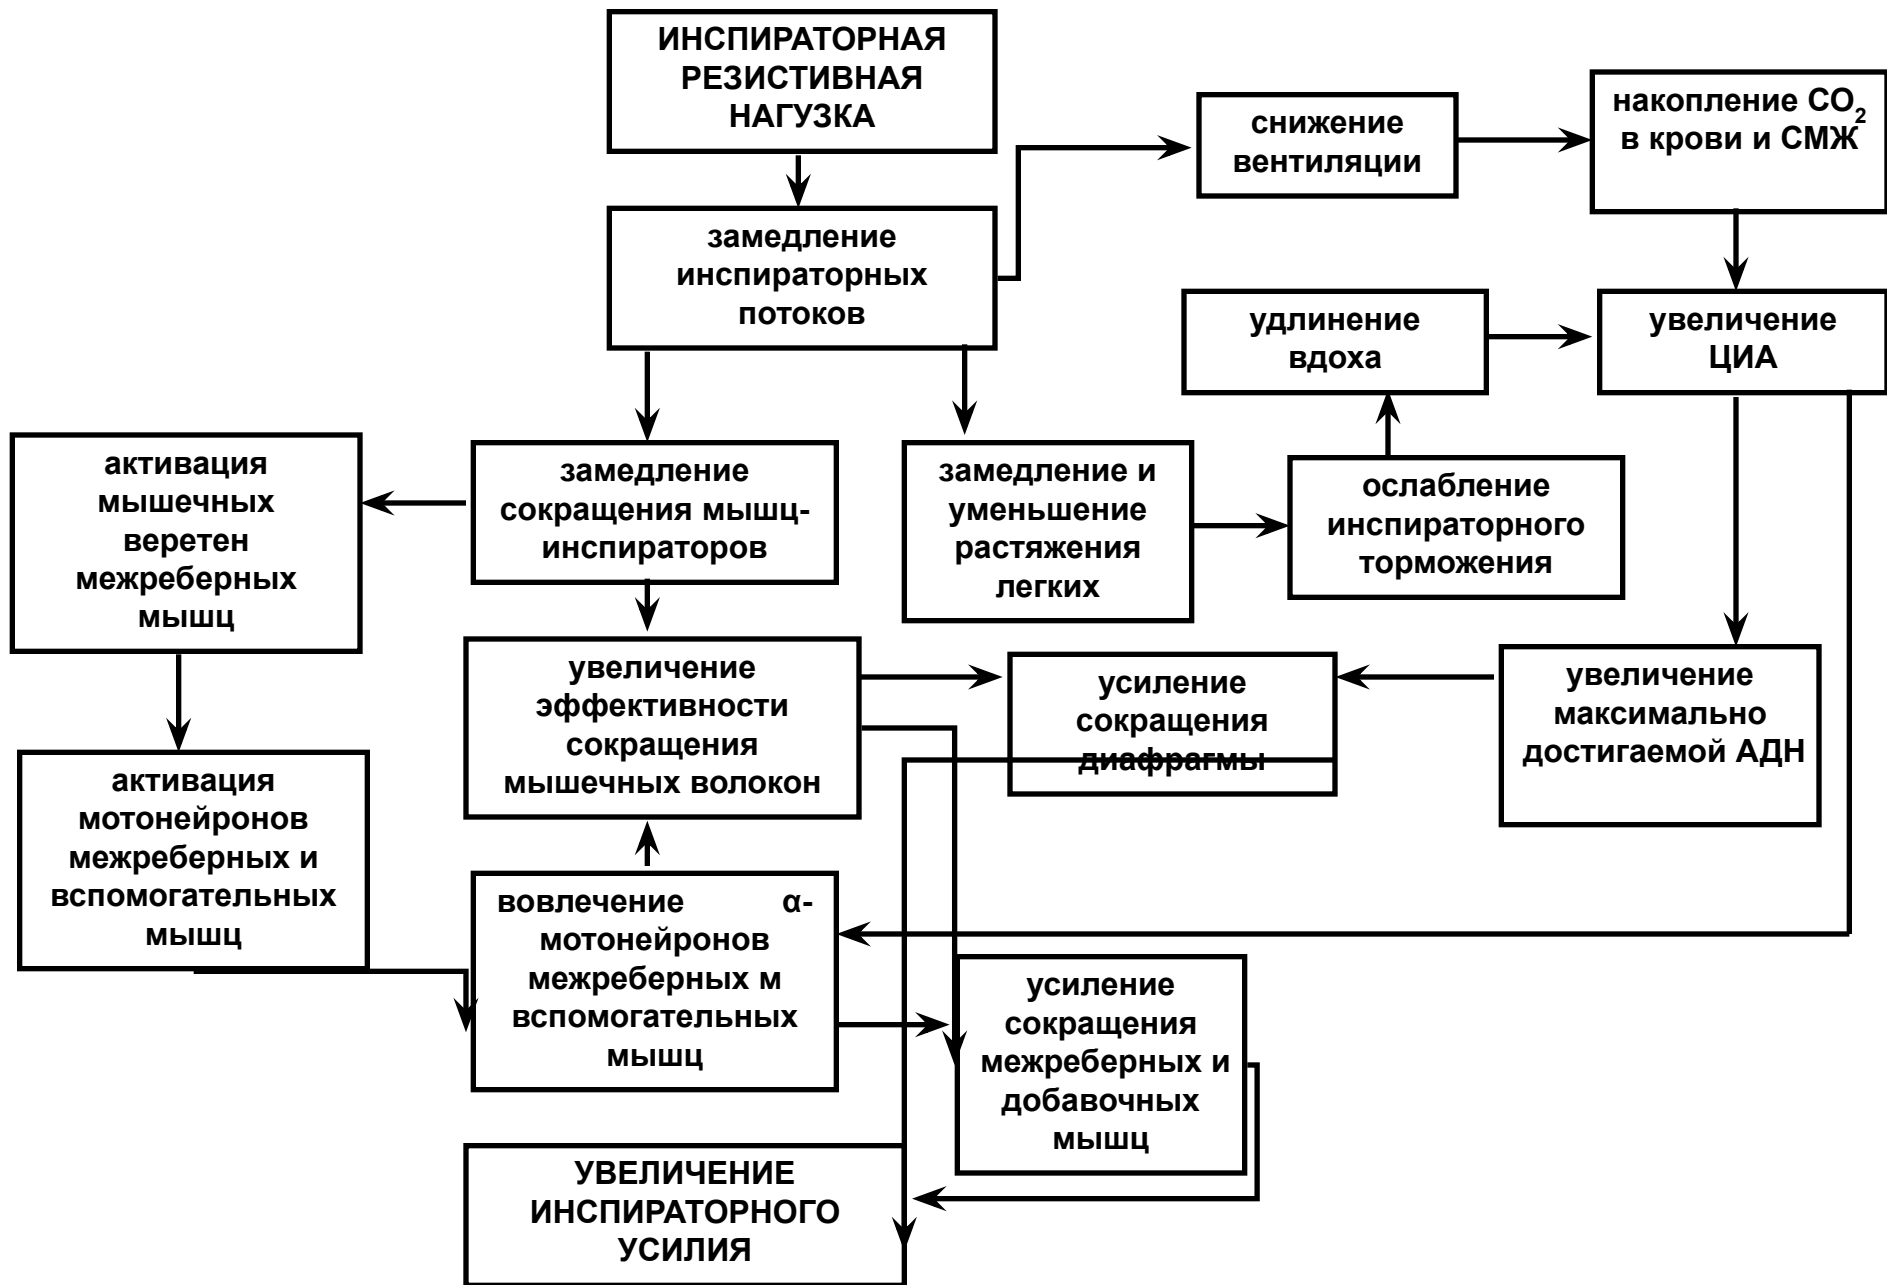 ИНСПИРАТОРНАЯ
РЕЗИСТИВНАЯ
НАГУЗКА
снижение
вентиляции
накопление СО2
в крови и СМЖ
замедление
инспираторных
потоков
удлинение
вдоха
увеличение
ЦИА
активация
мышечных
веретен
межреберных
мышц
замедление
сокращения мышц-
инспираторов
замедление и
уменьшение
растяжения
легких
ослабление
инспираторного
торможения
увеличение
эффективности
сокращения
мышечных волокон
усиление
сокращения
диафрагмы
увеличение
максимально
достигаемой АДН
активация
мотонейронов
межреберных и
вспомогательных
мышц
вовлечение α-
мотонейронов
межреберных м
вспомогательных
мышц
усиление
сокращения
межреберных и
добавочных
мышц
УВЕЛИЧЕНИЕ
ИНСПИРАТОРНОГО
УСИЛИЯ